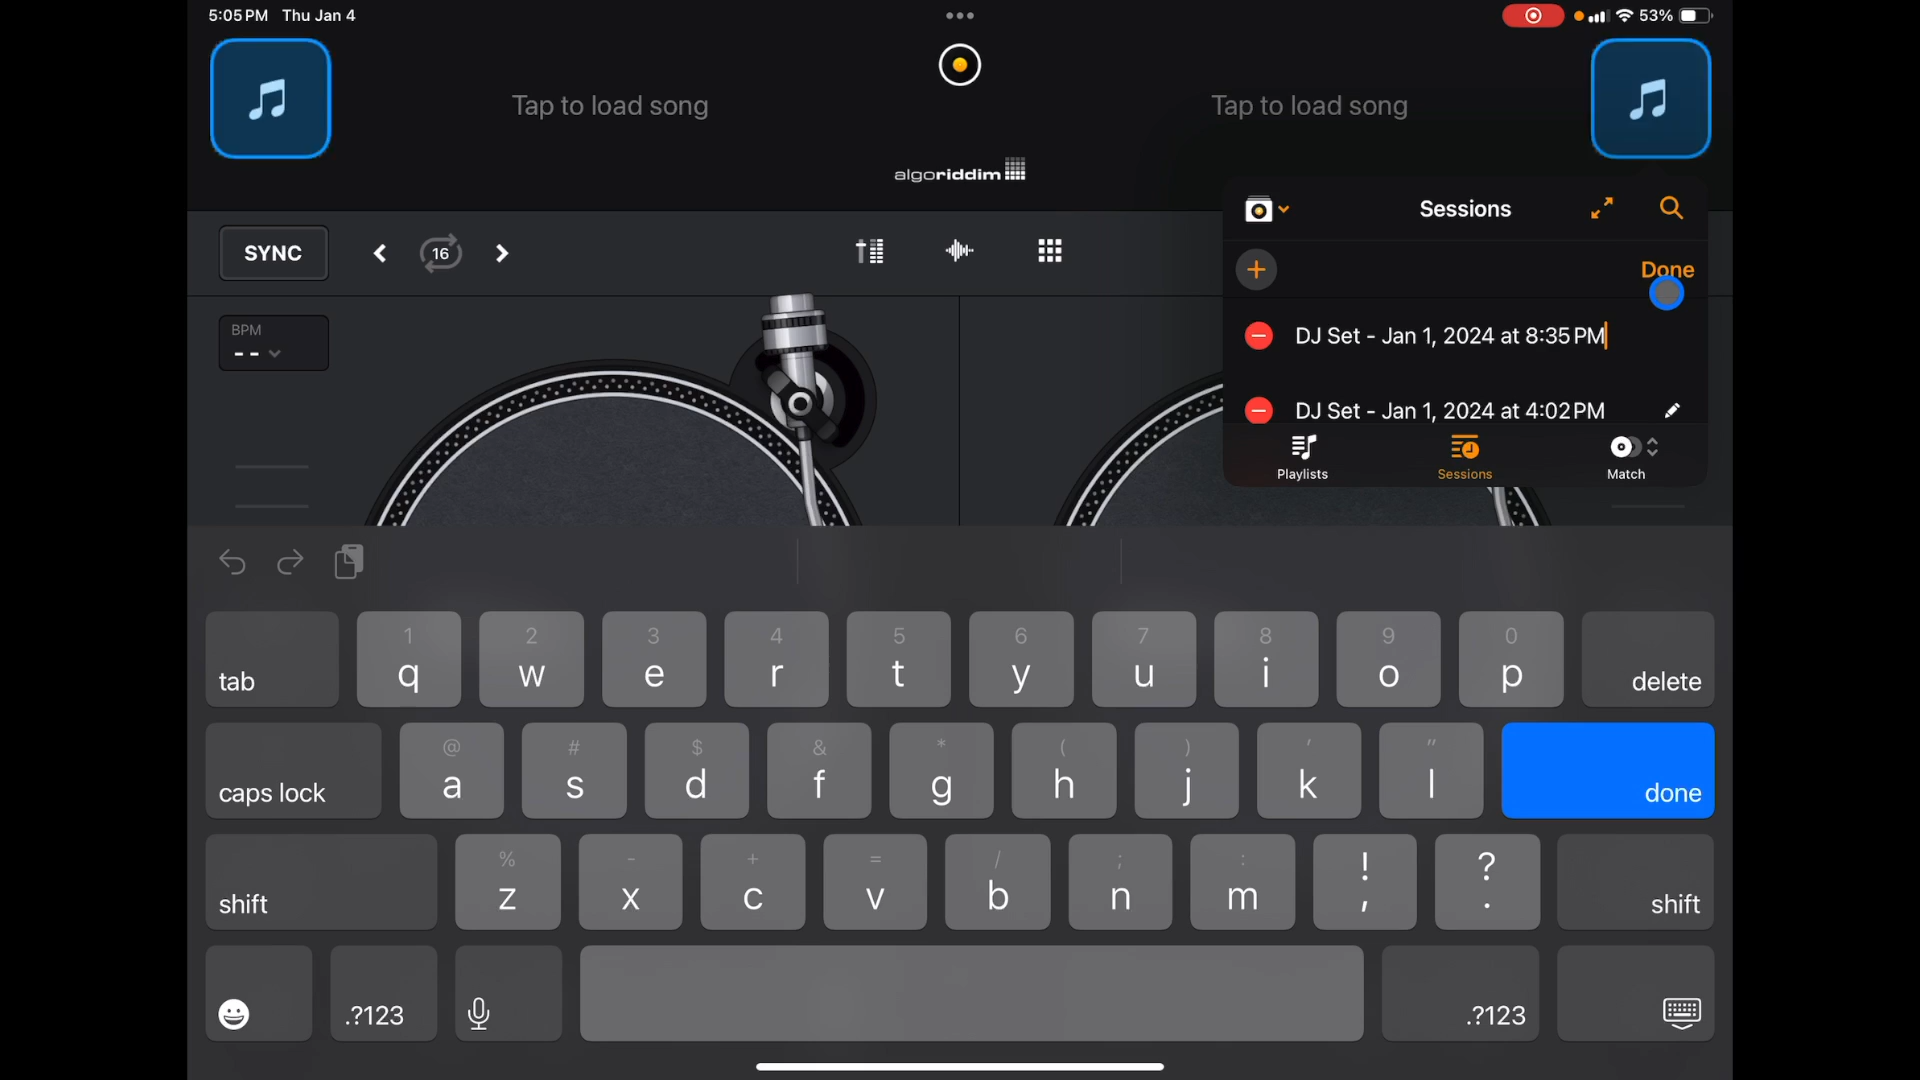 5:05 PM Thu Jan 4
53%
Tap to load song
Tap to load song
algoriddim
Sessions
SYNC
16
Done
BPM
--
DJ Set - Jan 1, 2024 at 8:35 PM
DJ Set - Jan 1, 2024 at 4:02 PM
Playlists
Sessions
Match
1 2 3 4 5 6 7 8 9 0
tab q w e r t y u i o p delete
@ # $ & * ( ) ' "
caps lock a s d f g h j k l done
% - + = / ; : ! ?
shift z x c v b n m , . shift
.?123 .?123